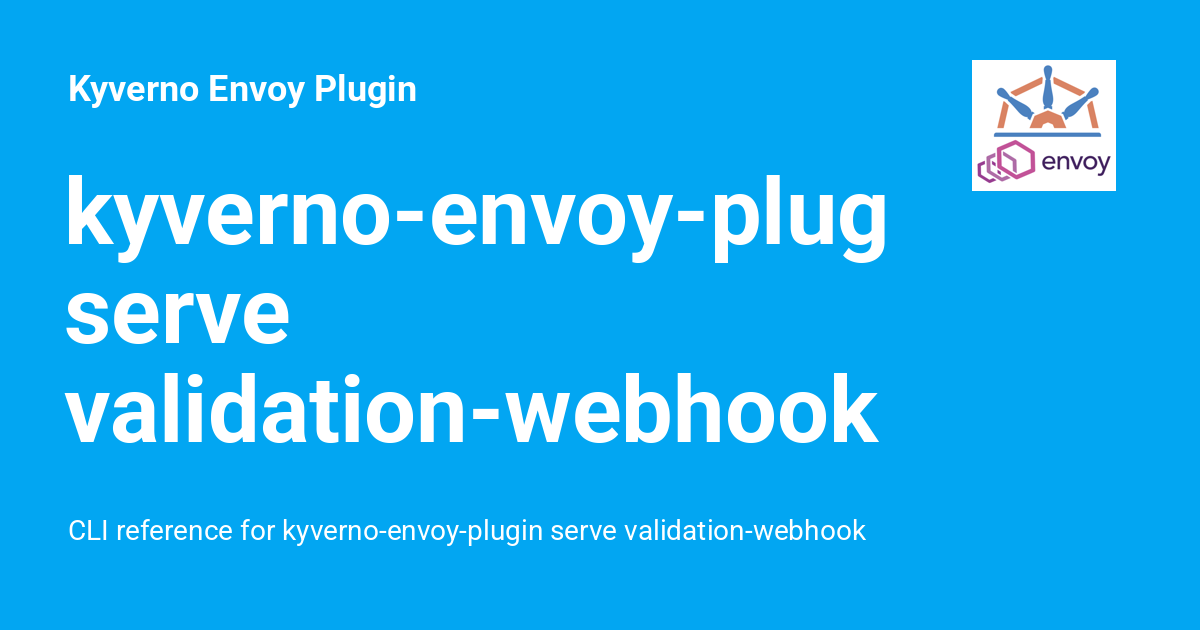 Kyverno Envoy Plugin
envoy
kyverno-envoy-plug
serve
validation-webhook
CLI reference for kyverno-envoy-plugin serve validation-webhook